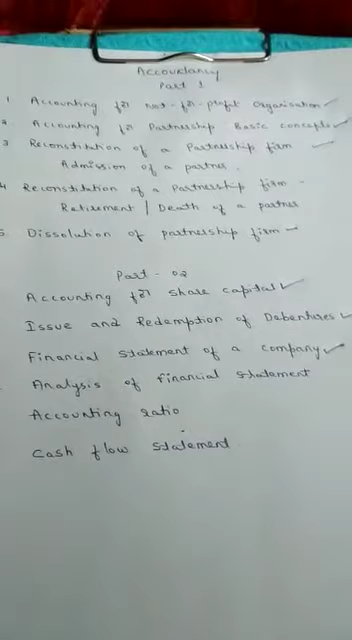 Accountancy
Part 1
1 Accounting for not-for-profit Organisation ✓
2 Accounting for Partnership Basic concepts ✓
3 Reconstitution of a Partnership firm ✓
Admission of a partner.
4 Reconstitution of a Partnership firm -
Retirement / Death of a partner
5 Dissolution of partnership firm ✓
Part - 02
Accounting for share capital ✓
Issue and Redemption of Debentures ✓
Financial statement of a company ✓
Analysis of financial statement
Accounting ratio
Cash flow statement